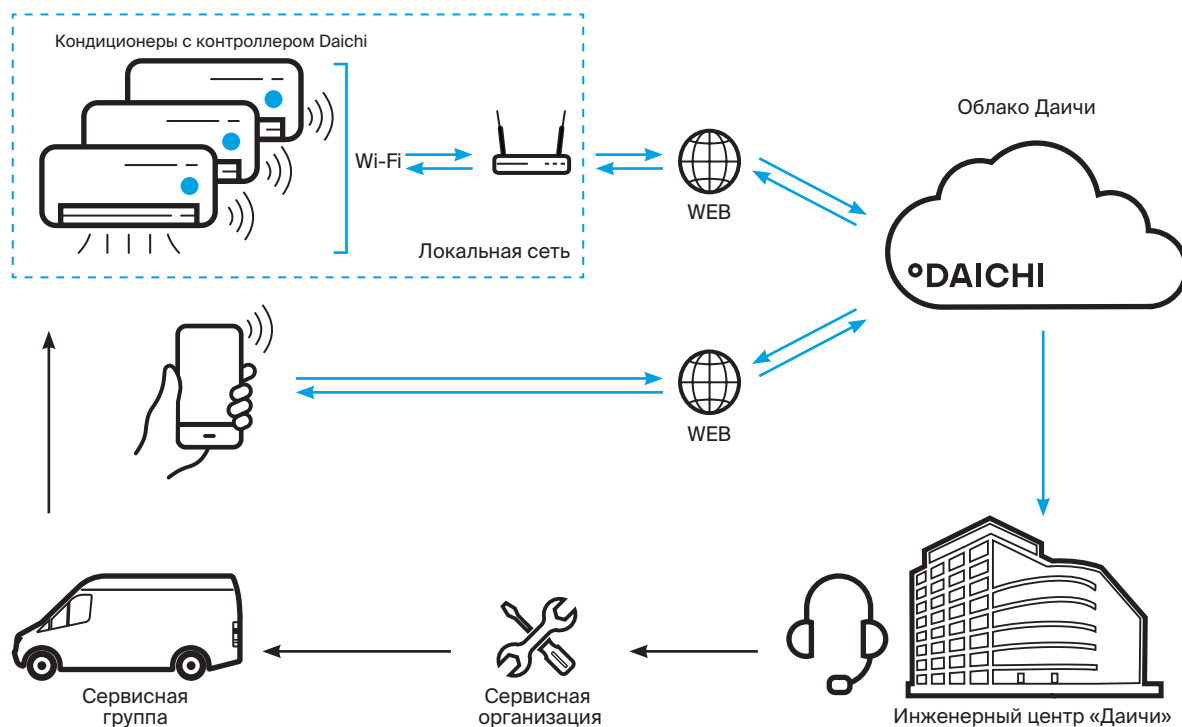 Кондиционеры с контроллером Daichi
Облако Даичи
Wi-Fi
WEB
Локальная сеть
°DAICHI
WEB
Сервисная
группа
Сервисная
организация
Инженерный центр «Даичи»